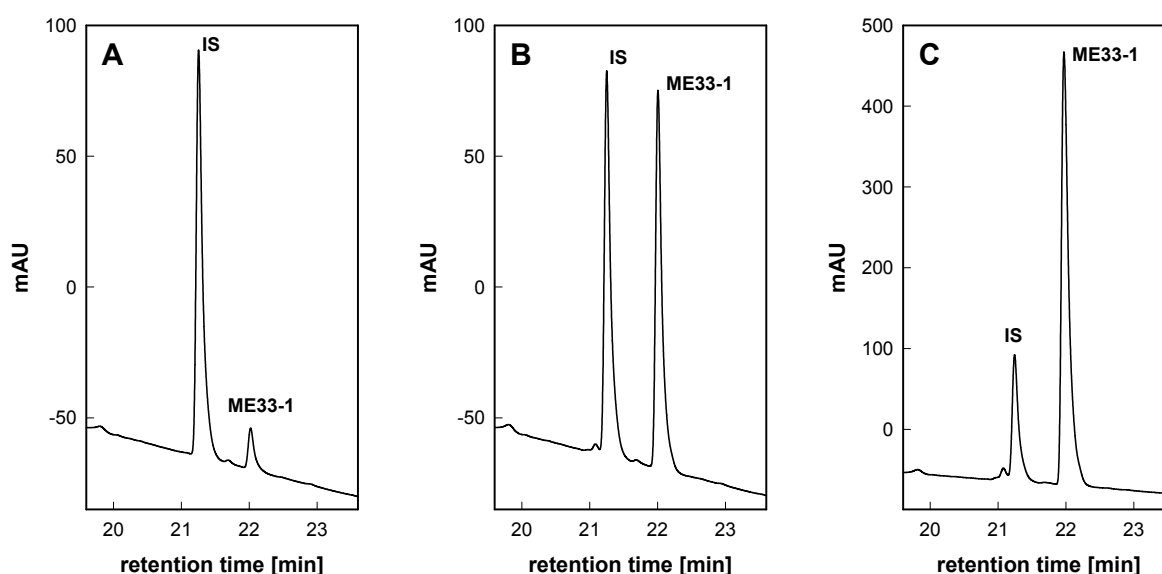 A
IS
ME33-1
100
50
0
-50
mAU
20 21 22 23
retention time [min]
B
IS
ME33-1
100
50
0
-50
mAU
20 21 22 23
retention time [min]
C
ME33-1
IS
500
400
300
200
100
0
mAU
20 21 22 23
retention time [min]